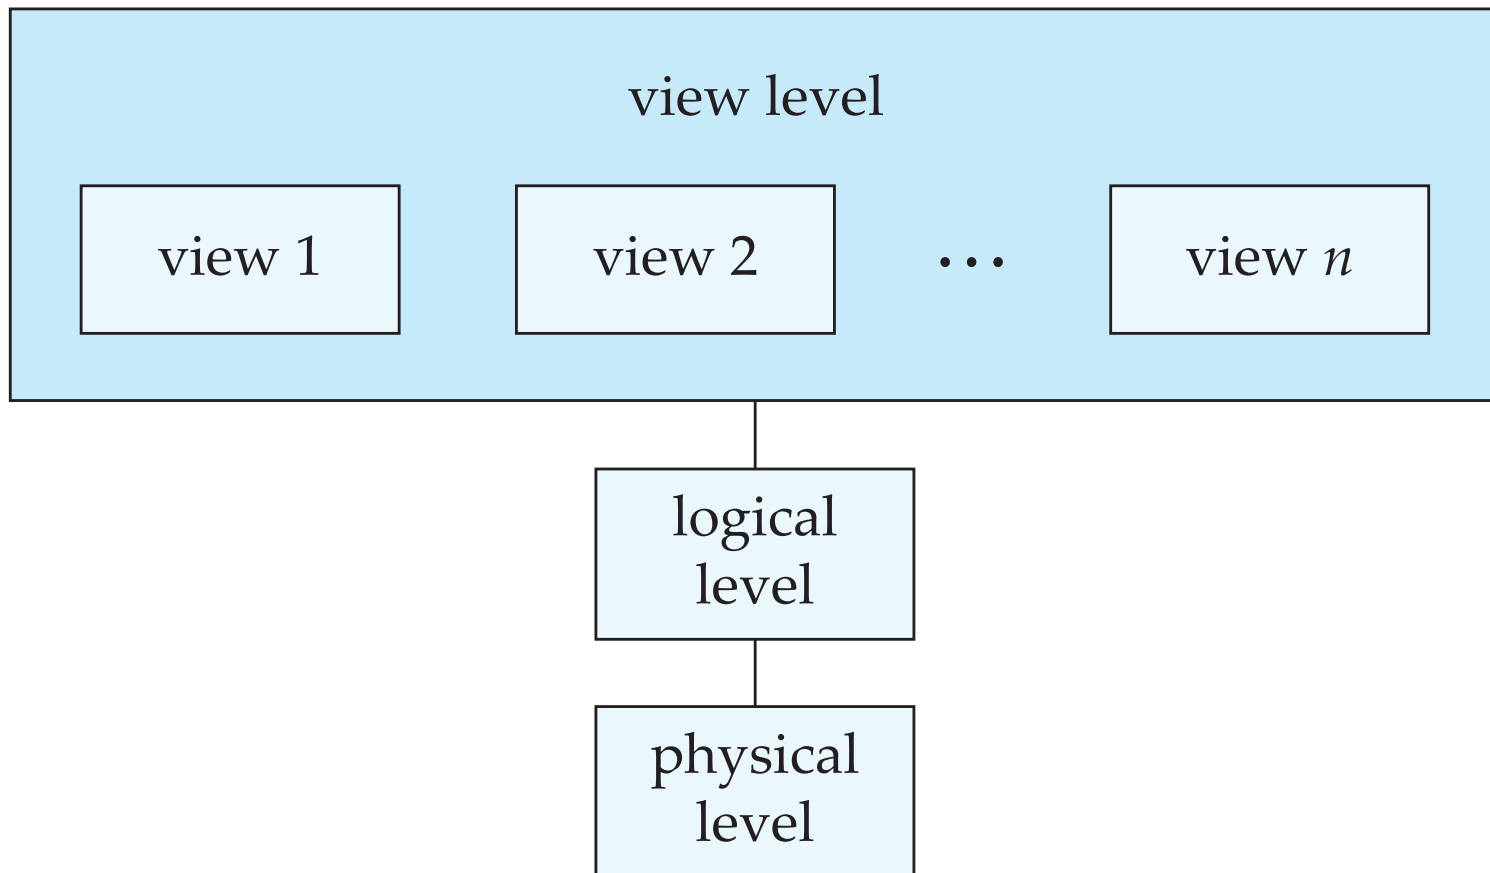 view level
view 1
view 2
...
view n
logical
level
physical
level